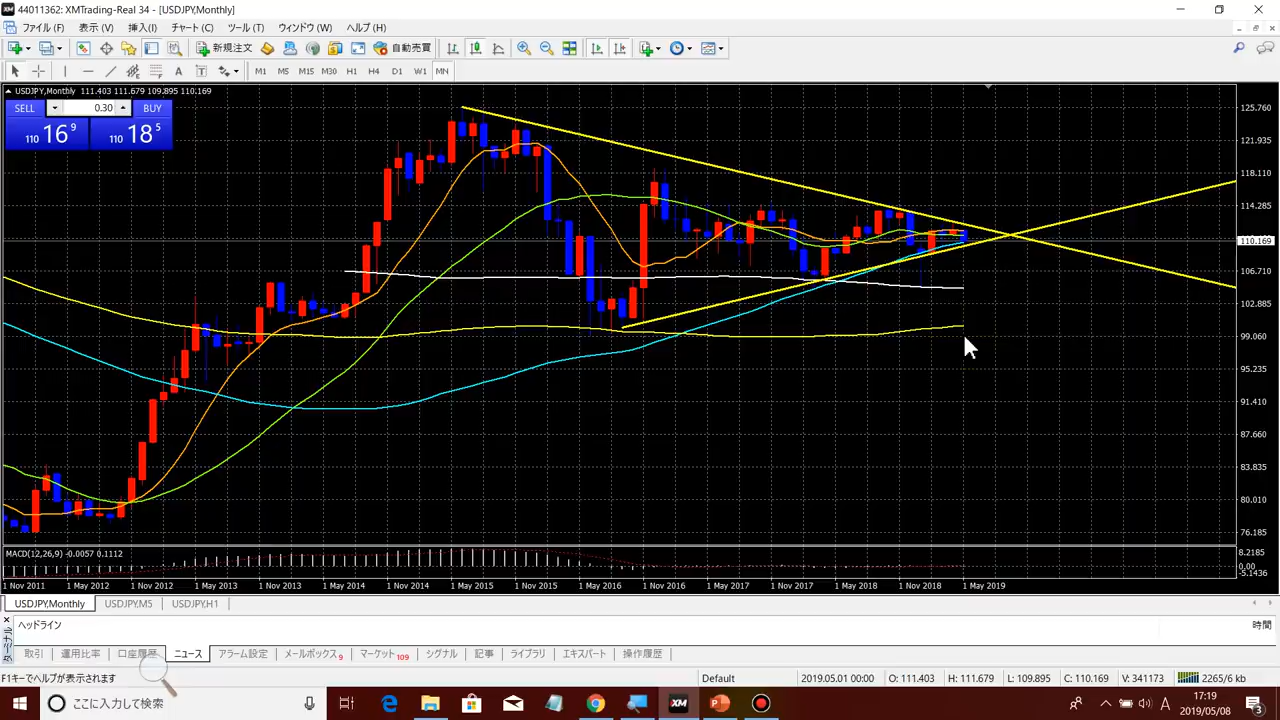 44011362: XMTrading-Real 34 - [USDJPY,Monthly]
ファイル (F) 表示 (V) 挿入(I) チャート (C) ツール (T) ウィンドウ (W) ヘルプ (H)
新規注文 自動売買
A T M1 M5 M15 M30 H1 H4 D1 W1 MN
USDJPY,Monthly 111.403 111.679 109.895 110.169
SELL 0.30 BUY
110 16 9 110 18 5
125.760
121.935
118.110
114.285
110.169
106.710
102.885
99.060
95.235
91.410
87.660
83.835
80.010
76.185
MACD(12,26,9) -0.0057 0.1112
8.2185
0.00
-5.1436
1 Nov 2011 1 May 2012 1 Nov 2012 1 May 2013 1 Nov 2013 1 May 2014 1 Nov 2014 1 May 2015 1 Nov 2015 1 May 2016 1 Nov 2016 1 May 2017 1 Nov 2017 1 May 2018 1 Nov 2018 1 May 2019
USDJPY,Monthly USDJPY,M5 USDJPY,H1
ヘッドライン 時間
取引 運用比率 口座履歴 ニュース アラーム設定 メールボックス 9 マーケット 109 シグナル 記事 ライブラリ エキスパート 操作履歴
ターミナル
F1キーでヘルプが表示されます Default 2019.05.01 00:00 O: 111.403 H: 111.679 L: 109.895 C: 110.169 V: 341173 2265/6 kb
ここに入力して検索 XM A 17:19
2019/05/08 3